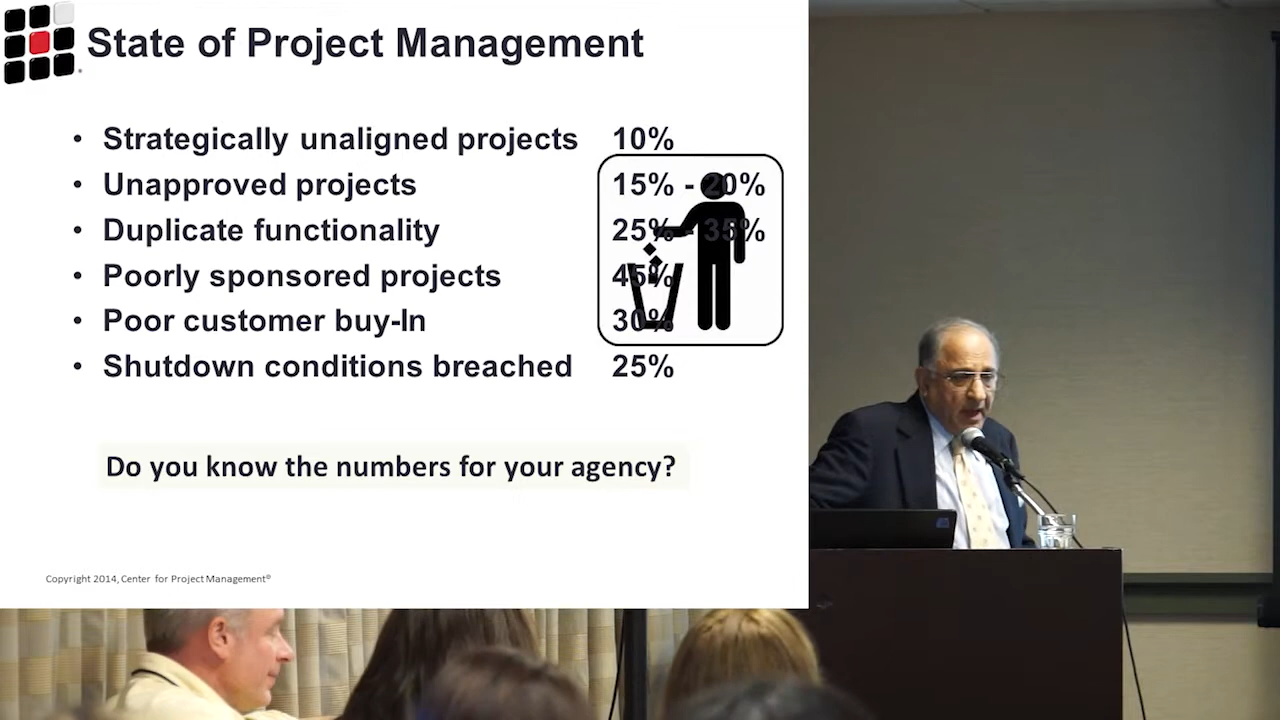 State of Project Management
• Strategically unaligned projects 10%
• Unapproved projects 15% - 20%
• Duplicate functionality 25% - 35%
• Poorly sponsored projects 45%
• Poor customer buy-In 30%
• Shutdown conditions breached 25%
Do you know the numbers for your agency?
Copyright 2014, Center for Project Management®